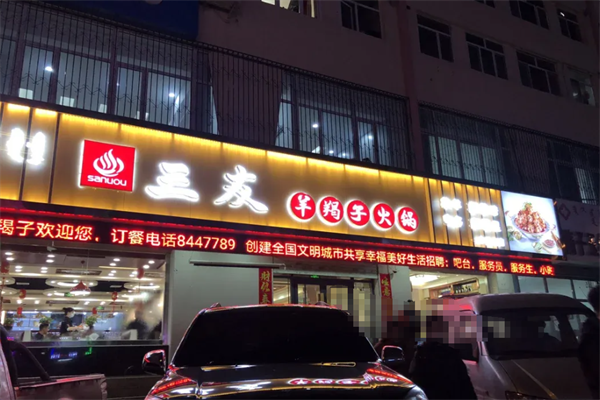 sanuou
三友
羊羯子火锅
羯子欢迎您，订餐电话8447789 创建全国文明城市共享幸福美好生活招聘：吧台，服务员，服务生，小时